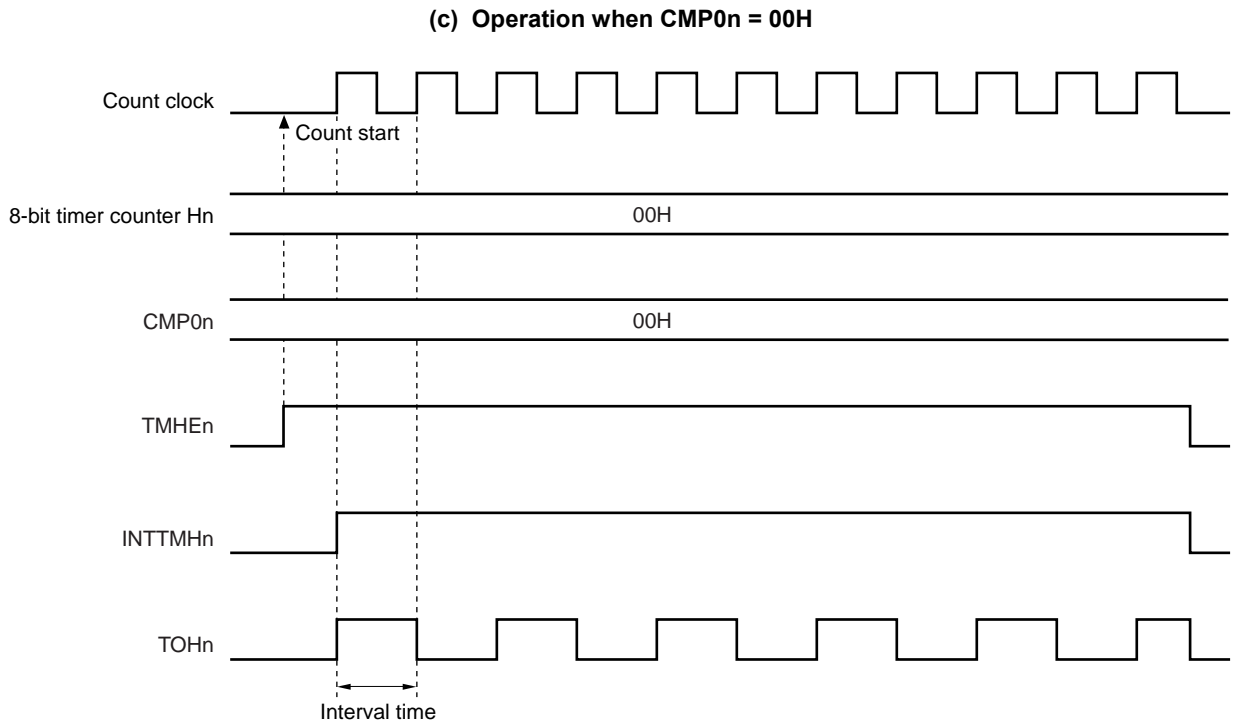 (c) Operation when CMP0n = 00H
Count clock
Count start
8-bit timer counter Hn
00H
CMP0n
00H
TMHEn
INTTMHn
TOHn
Interval time